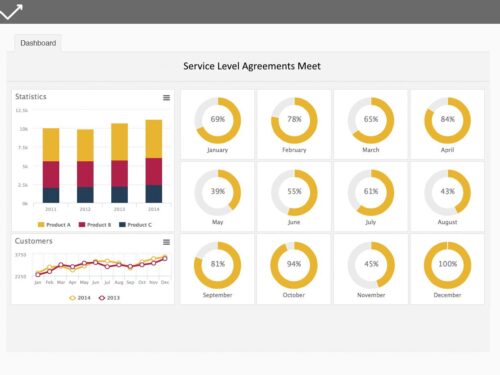 Dashboard
Service Level Agreements Meet
Statistics
12.5k
10k
7.5k
5k
2.5k
0k
2011 2012 2013 2014
Product A Product B Product C
Customers
3750
2250
Jan Feb Mar Apr May Jun Jul Aug Sep Oct Nov Dec
2014 2013
69% 78% 65% 84%
January February March April
39% 55% 61% 43%
May June July August
81% 94% 45% 100%
September October November December